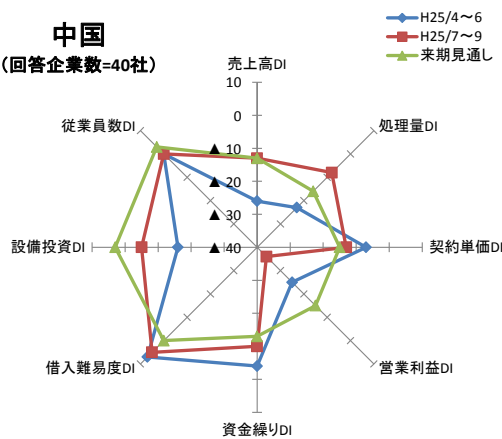 中国
(回答企業数=40社)
H25/4～6
H25/7～9
来期見通し
売上高DI
処理量DI
契約単価DI
営業利益DI
資金繰りDI
借入難易度DI
設備投資DI
従業員数DI
10
0
▲ 10
▲ 20
▲ 30
▲ 40